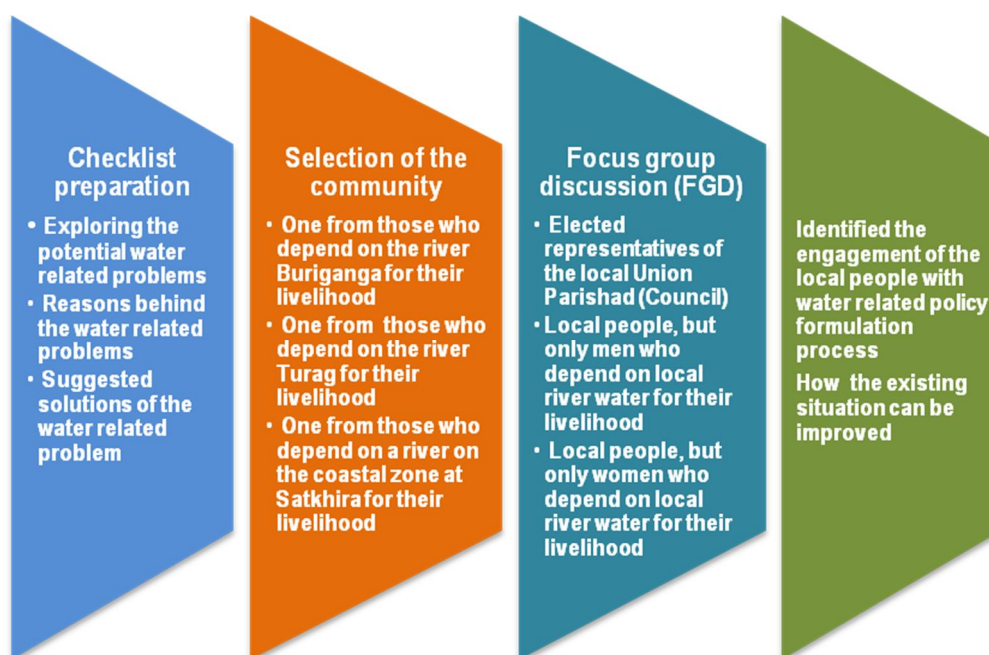 Checklist
preparation
• Exploring the
potential water
related problems
• Reasons behind
the water related
problems
• Suggested
solutions of the
water related
problem
Selection of the
community
• One from those who
depend on the river
Buriganga for their
livelihood
• One from those who
depend on the river
Turag for their
livelihood
• One from those who
depend on a river on
the coastal zone at
Satkhira for their
livelihood
Focus group
discussion (FGD)
• Elected
representatives of
the local Union
Parishad (Council)
• Local people, but
only men who
depend on local
river water for their
livelihood
• Local people, but
only women who
depend on local
river water for their
livelihood
Identified the
engagement of the
local people with
water related policy
formulation
process
How the existing
situation can be
improved